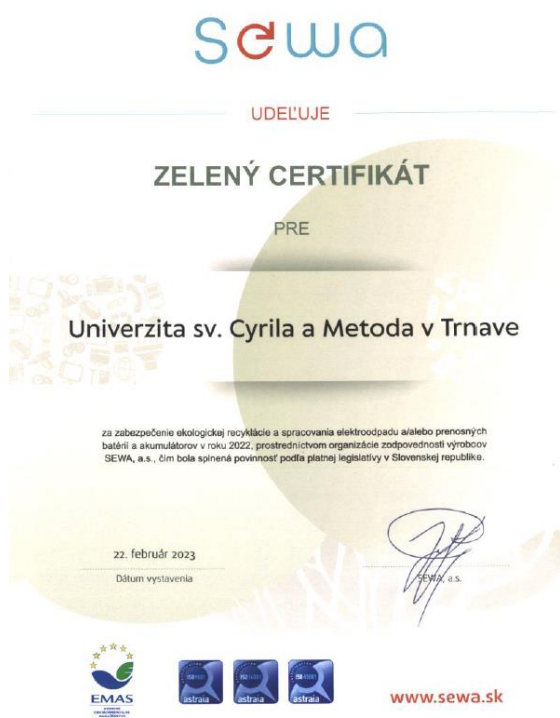 Sewa
UDEĽUJE
ZELENÝ CERTIFIKÁT
PRE
Univerzita sv. Cyrila a Metoda v Trnave
za zabezpečenie ekologickej recyklácie a spracovania elektroodpadu a/alebo prenosných
batérií a akumulátorov v roku 2022, prostredníctvom organizácie zodpovednosti výrobcov
SEWA, a.s., čím bola splnená povinnosť podľa platnej legislatívy v Slovenskej republike.
22. február 2023
Dátum vystavenia
SEWA, a.s.
EMAS
astraia
astraia
astraia
www.sewa.sk